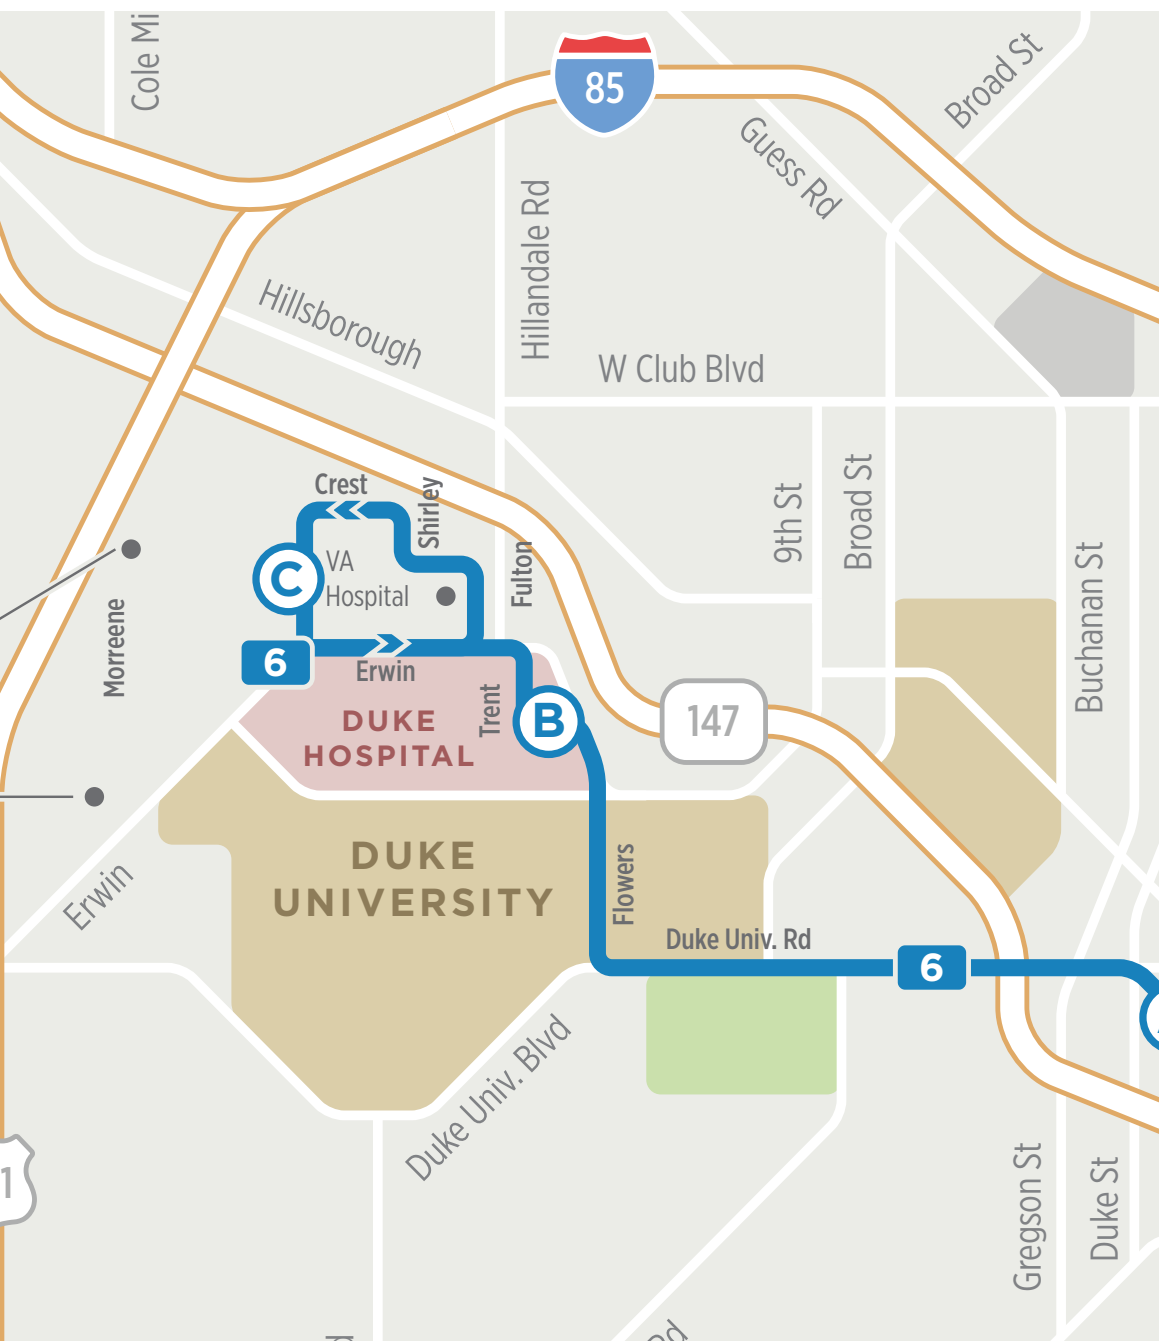 Cole Mi
85
Broad St
Guess Rd
Hillandale Rd
Hillsborough
W Club Blvd
Crest
Shirley
9th St
Broad St
Buchanan St
Fulton
VA
Hospital
C
Morreene
6
Erwin
Trent
B
DUKE
HOSPITAL
147
DUKE
UNIVERSITY
Flowers
Erwin
Duke Univ. Rd
6
Duke Univ. Blvd
1
Gregson St
Duke St
Rd